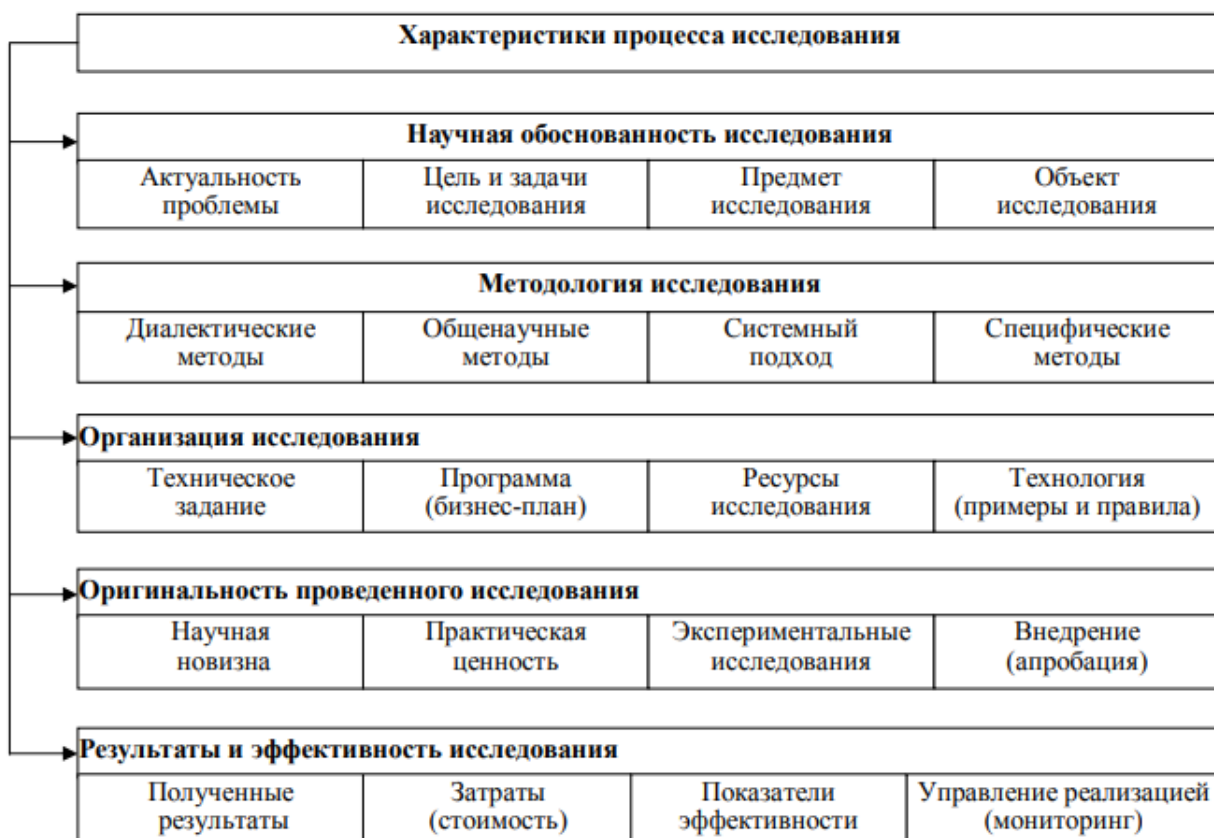 Характеристики процесса исследования
Научная обоснованность исследования
Актуальность проблемы
Цель и задачи исследования
Предмет исследования
Объект исследования
Методология исследования
Диалектические методы
Общенаучные методы
Системный подход
Специфические методы
Организация исследования
Техническое задание
Программа (бизнес-план)
Ресурсы исследования
Технология (примеры и правила)
Оригинальность проведенного исследования
Научная новизна
Практическая ценность
Экспериментальные исследования
Внедрение (апробация)
Результаты и эффективность исследования
Полученные результаты
Затраты (стоимость)
Показатели эффективности
Управление реализацией (мониторинг)